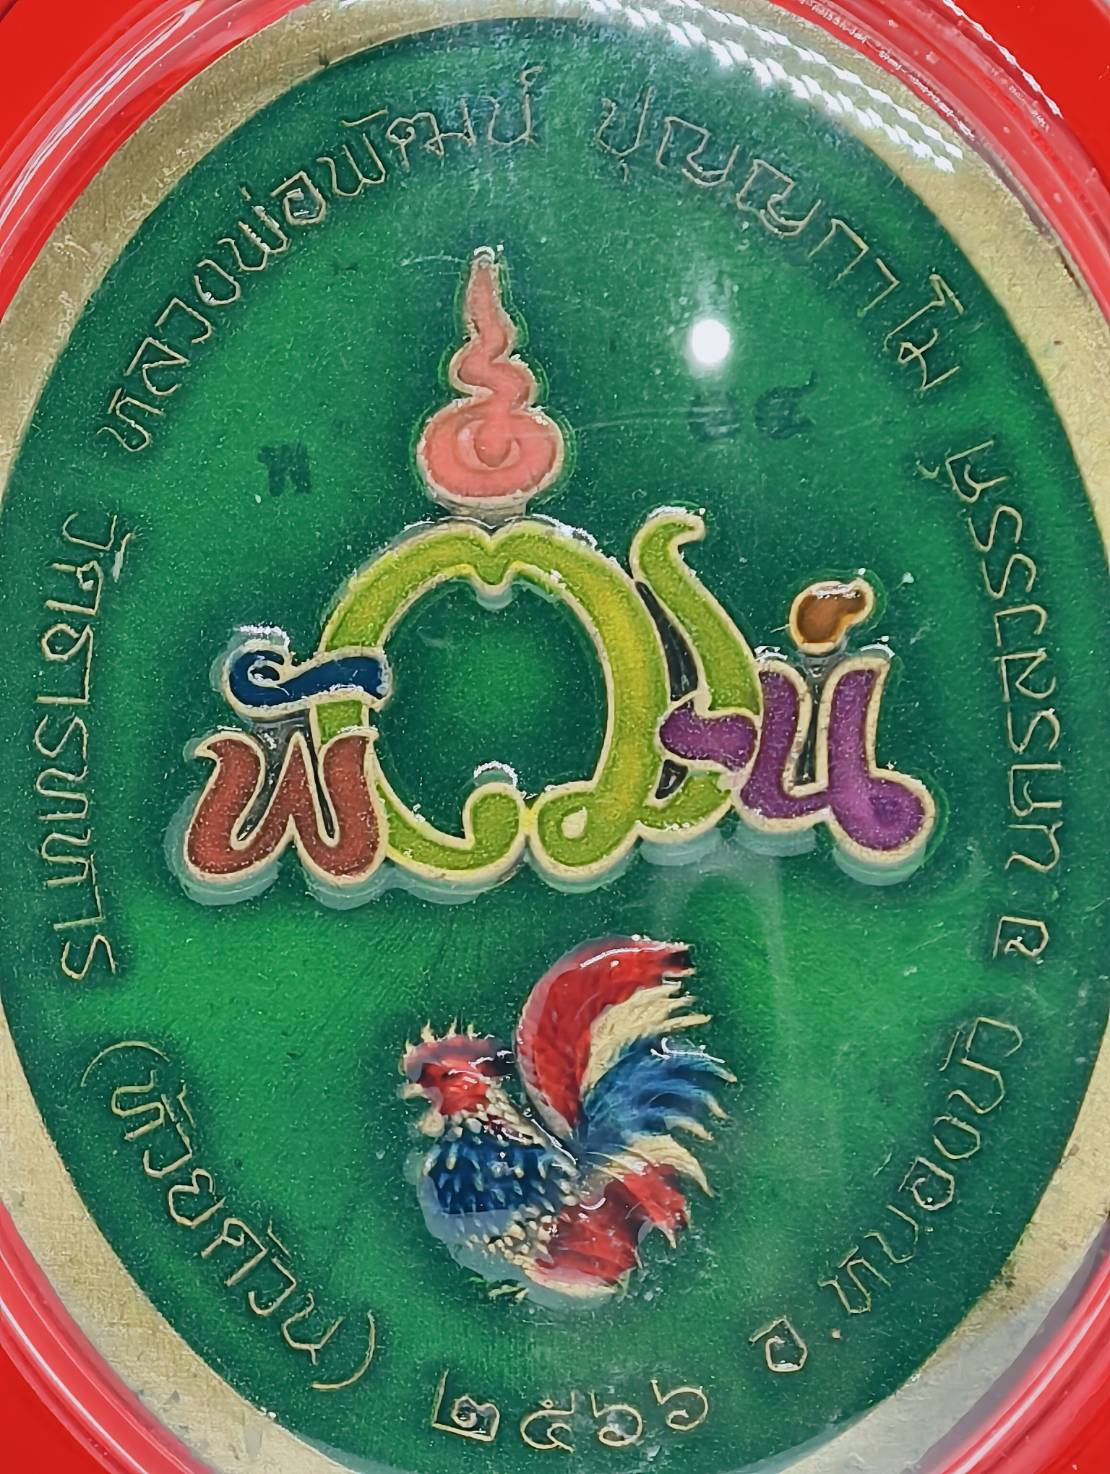 หลวงพ่อพัฒน์ ปุญญกาโม
พ
พัฒน์
วัดธารทหาร (ห้วยด้วน) อ.หนองบัว จ.นครสวรรค์
๒๕๖๖